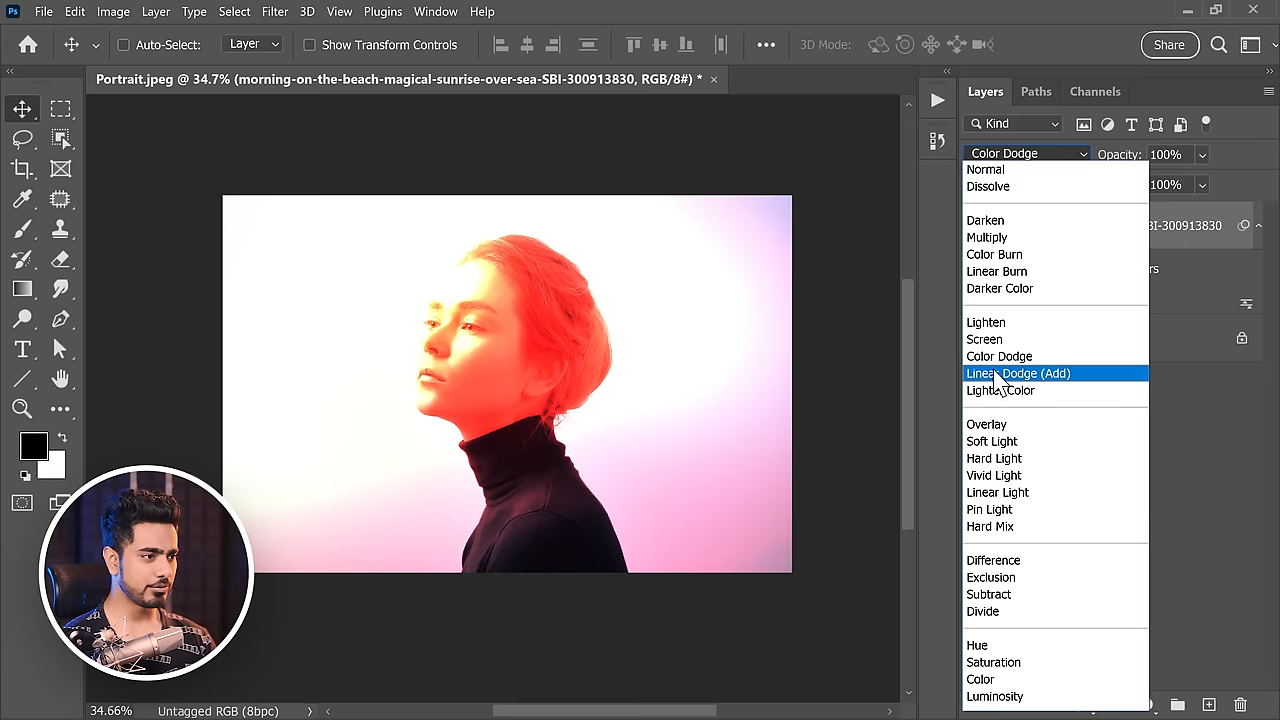 Ps File Edit Image Layer Type Select Filter 3D View Plugins Window Help
Auto-Select: Layer Show Transform Controls 3D Mode: Share
Portrait.jpeg @ 34.7% (morning-on-the-beach-magical-sunrise-over-sea-SBI-300913830, RGB/8#) * ×
Layers Paths Channels
Kind
Color Dodge Opacity: 100%
Normal
100%
Dissolve
Darken
BI-300913830
Multiply
Color Burn
Linear Burn
rs
Darker Color
Lighten
Screen
Color Dodge
Linear Dodge (Add)
Lighter Color
Overlay
Soft Light
Hard Light
Vivid Light
Linear Light
Pin Light
Hard Mix
Difference
Exclusion
Subtract
Divide
Hue
Saturation
Color
Luminosity
34.66% Untagged RGB (8bpc)